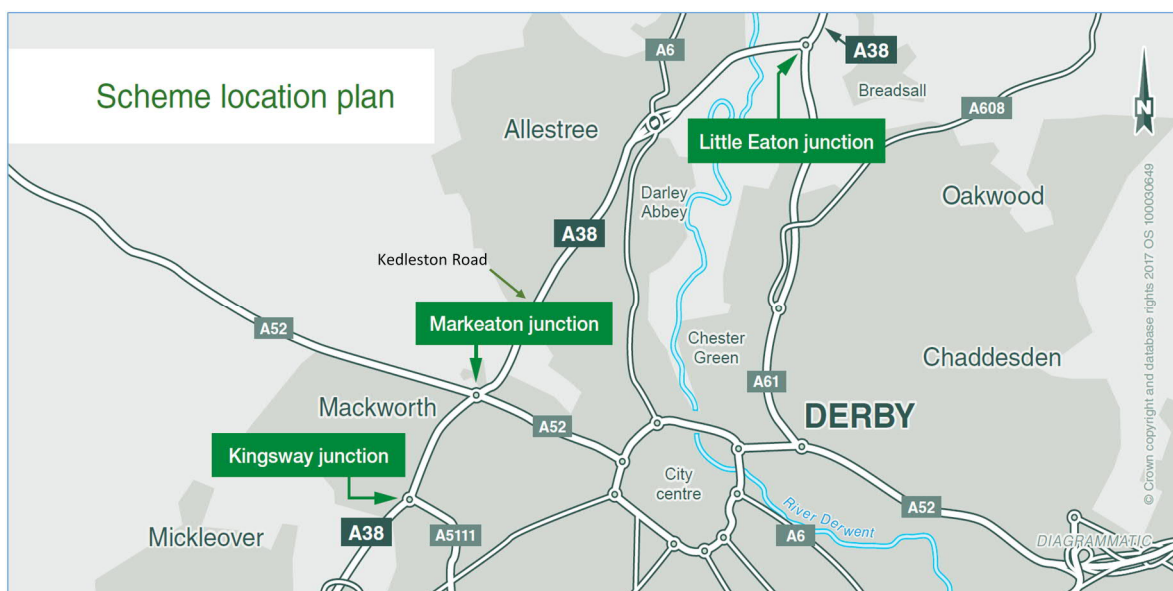 Scheme location plan
A6
A38
Breadsall
A608
N
Allestree
Little Eaton junction
Oakwood
Darley
Abbey
A38
Kedleston Road
Markeaton junction
A52
Chester
Green
Chaddesden
A61
Mackworth
DERBY
A52
Kingsway junction
City
centre
River Derwent
A52
Mickleover
A38
A5111
A6
DIAGRAMMATIC
© Crown copyright and database rights 2017 OS 100030649